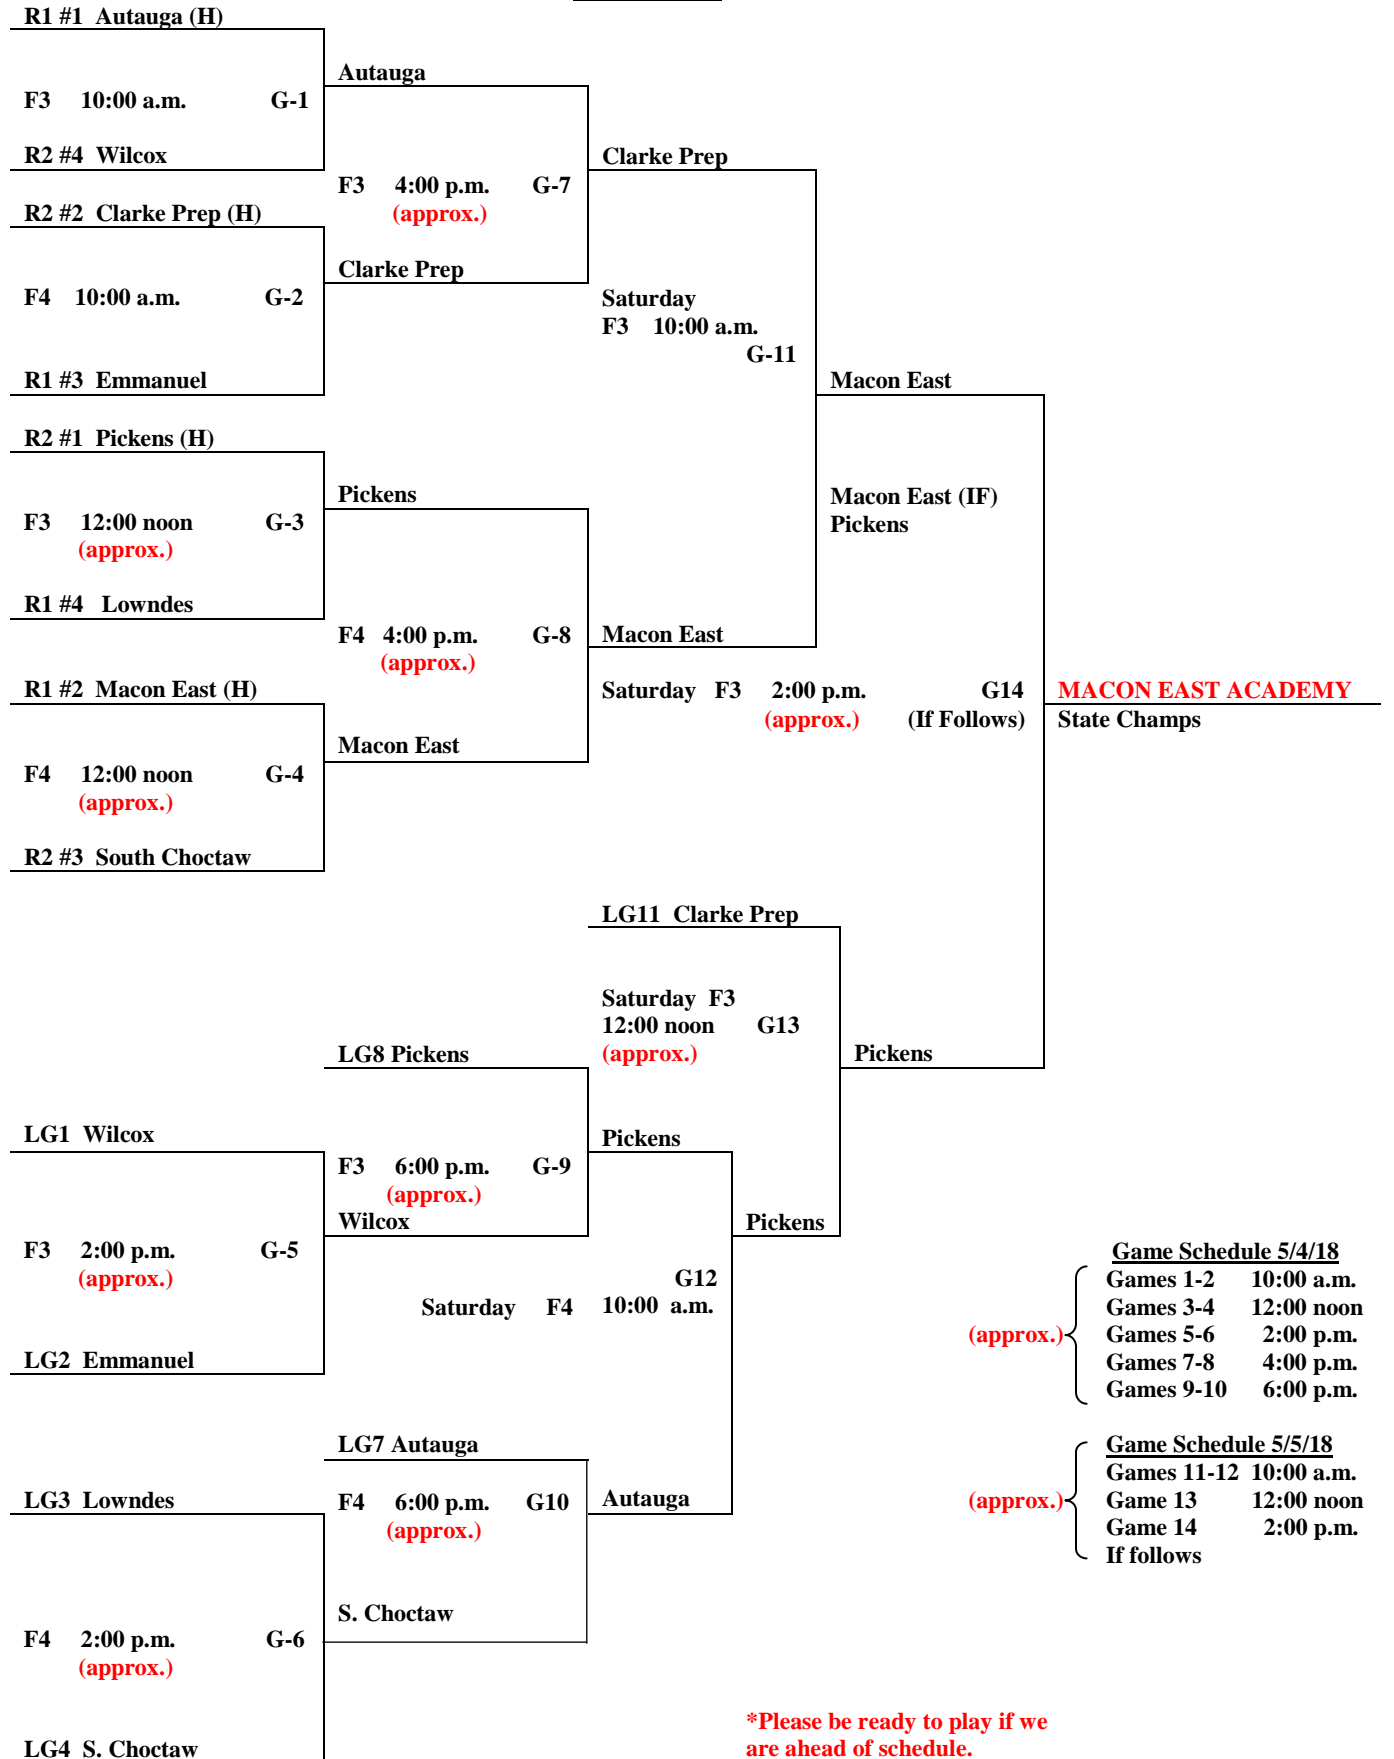 R1 #1 Autauga (H)
Autauga
F3 10:00 a.m. G-1
R2 #4 Wilcox
Clarke Prep
F3 4:00 p.m. G-7
(approx.)
R2 #2 Clarke Prep (H)
Clarke Prep
F4 10:00 a.m. G-2
Saturday
F3 10:00 a.m.
G-11
R1 #3 Emmanuel
Macon East
R2 #1 Pickens (H)
Pickens
Macon East (IF)
Pickens
F3 12:00 noon G-3
(approx.)
R1 #4 Lowndes
F4 4:00 p.m. G-8
(approx.)
Macon East
R1 #2 Macon East (H)
Saturday F3 2:00 p.m. G14
(approx.) (If Follows)
MACON EAST ACADEMY
State Champs
Macon East
F4 12:00 noon G-4
(approx.)
R2 #3 South Choctaw
LG11 Clarke Prep
Saturday F3
12:00 noon G13
(approx.)
LG8 Pickens
Pickens
LG1 Wilcox
Pickens
F3 6:00 p.m. G-9
(approx.)
Wilcox
Pickens
F3 2:00 p.m. G-5
(approx.)
G12
Saturday F4 10:00 a.m.
LG2 Emmanuel
Game Schedule 5/4/18
Games 1-2 10:00 a.m.
Games 3-4 12:00 noon
(approx.) Games 5-6 2:00 p.m.
Games 7-8 4:00 p.m.
Games 9-10 6:00 p.m.
LG7 Autauga
Game Schedule 5/5/18
Games 11-12 10:00 a.m.
(approx.) Game 13 12:00 noon
Game 14 2:00 p.m.
If follows
LG3 Lowndes
F4 6:00 p.m. G10
(approx.)
Autauga
S. Choctaw
F4 2:00 p.m. G-6
(approx.)
LG4 S. Choctaw
*Please be ready to play if we
are ahead of schedule.